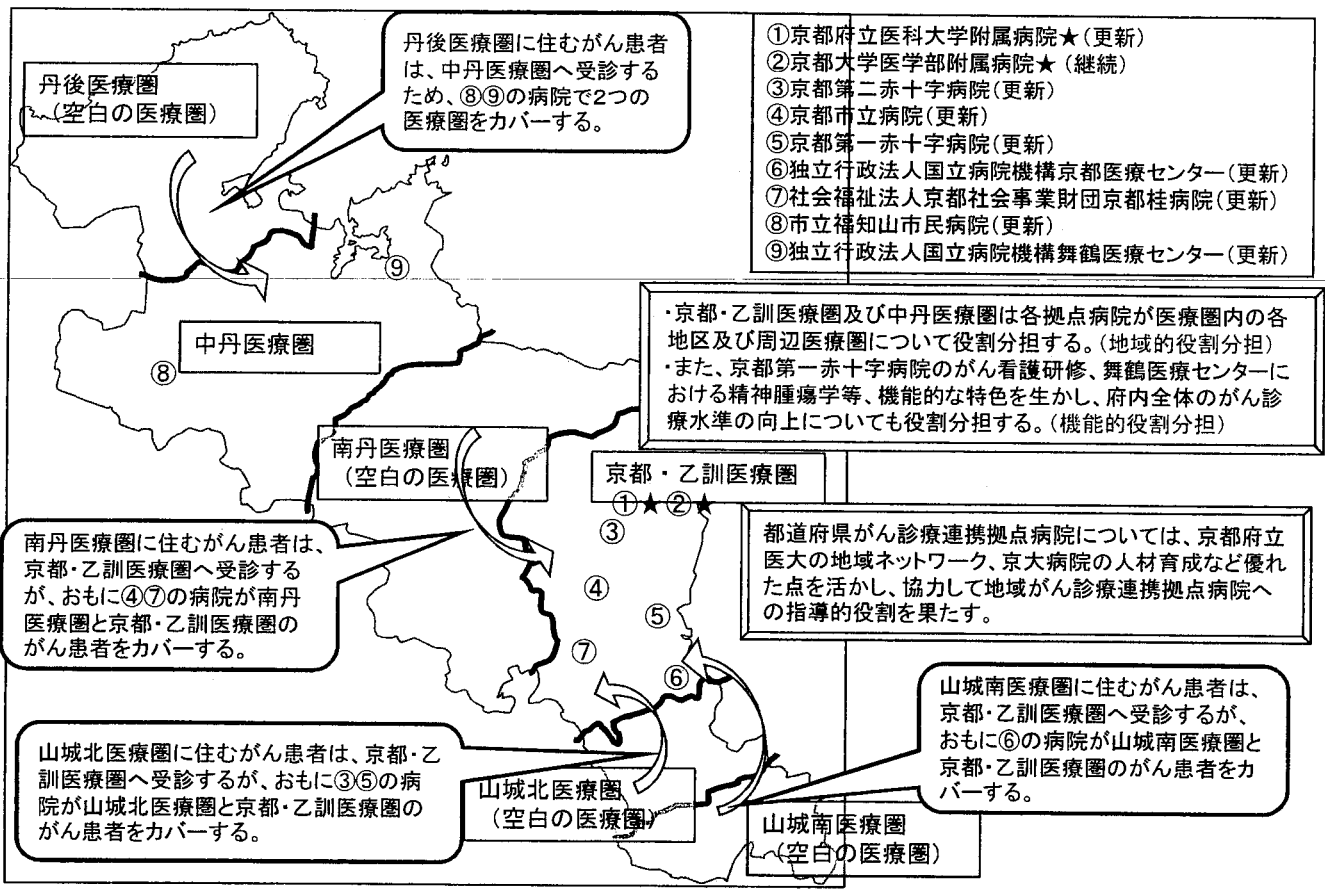 丹後医療圏
(空白の医療圏)
丹後医療圏に住むがん患者
は、中丹医療圏へ受診する
ため、⑧⑨の病院で2つの
医療圏をカバーする。
①京都府立医科大学附属病院★(更新)
②京都大学医学部附属病院★(継続)
③京都第二赤十字病院(更新)
④京都市立病院(更新)
⑤京都第一赤十字病院(更新)
⑥独立行政法人国立病院機構京都医療センター(更新)
⑦社会福祉法人京都社会事業財団京都桂病院(更新)
⑧市立福知山市民病院(更新)
⑨独立行政法人国立病院機構舞鶴医療センター(更新)
⑨
中丹医療圏
⑧
・京都・乙訓医療圏及び中丹医療圏は各拠点病院が医療圏内の各
地区及び周辺医療圏について役割分担する。(地域的役割分担)
・また、京都第一赤十字病院のがん看護研修、舞鶴医療センターに
おける精神腫瘍学等、機能的な特色を生かし、府内全体のがん診
療水準の向上についても役割分担する。(機能的役割分担)
南丹医療圏
(空白の医療圏)
京都・乙訓医療圏
①★ ②★
③
④
⑤
⑦
⑥
都道府県がん診療連携拠点病院については、京都府立
医大の地域ネットワーク、京大病院の人材育成など優れ
た点を活かし、協力して地域がん診療連携拠点病院へ
の指導的役割を果たす。
南丹医療圏に住むがん患者は、
京都・乙訓医療圏へ受診する
が、おもに④⑦の病院が南丹
医療圏と京都・乙訓医療圏の
がん患者をカバーする。
山城北医療圏に住むがん患者は、京都・乙
訓医療圏へ受診するが、おもに③⑤の病
院が山城北医療圏と京都・乙訓医療圏の
がん患者をカバーする。
山城北医療圏
(空白の医療圏)
山城南医療圏に住むがん患者は、
京都・乙訓医療圏へ受診するが、
おもに⑥の病院が山城南医療圏と
京都・乙訓医療圏のがん患者をカ
バーする。
山城南医療圏
(空白の医療圏)